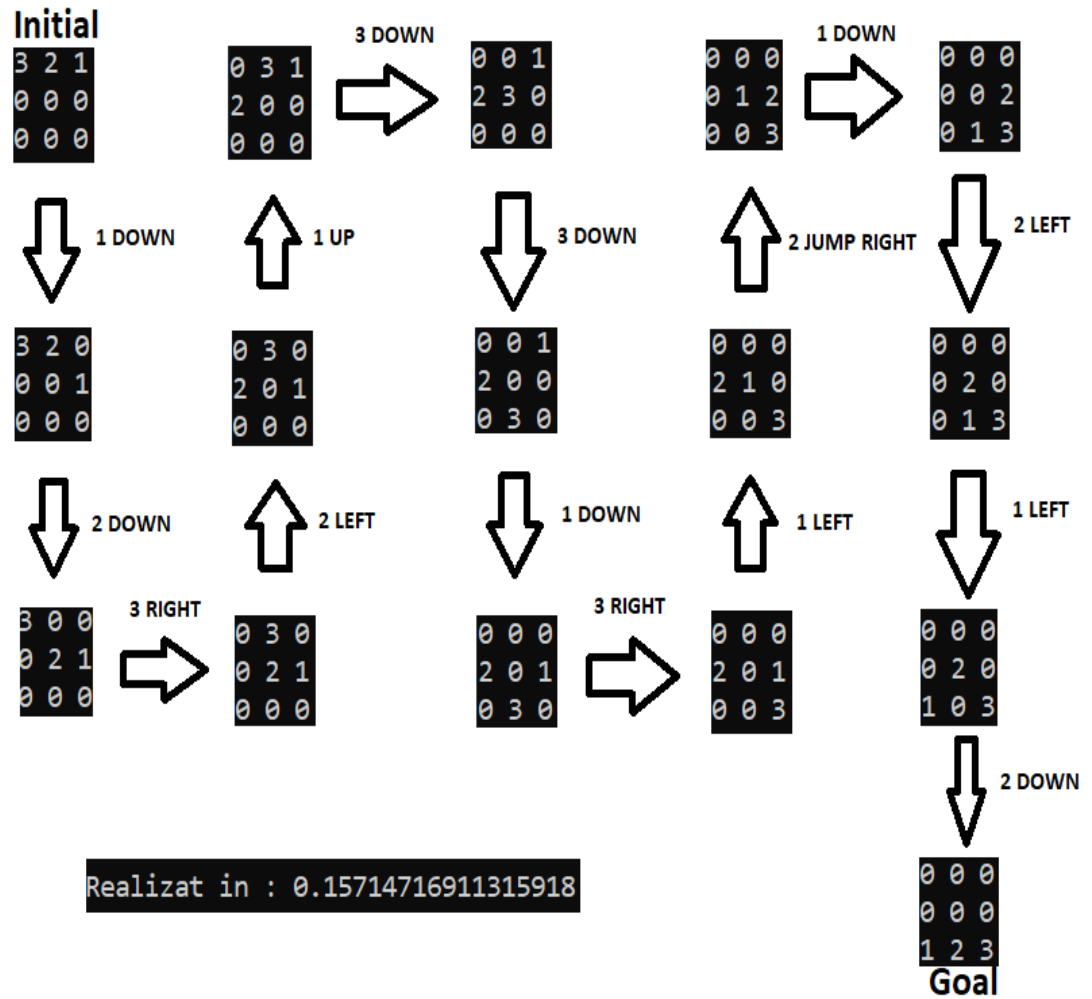 Initial
3 2 1
0 0 0
0 0 0
1 DOWN
3 2 0
0 0 1
0 0 0
2 DOWN
3 0 0
0 2 1
0 0 0
3 RIGHT
0 3 0
0 2 1
0 0 0
2 LEFT
0 3 0
2 0 1
0 0 0
1 UP
0 3 1
2 0 0
0 0 0
3 DOWN
0 0 1
2 3 0
0 0 0
3 DOWN
0 0 1
2 0 0
0 3 0
1 DOWN
0 0 0
2 0 1
0 3 0
3 RIGHT
0 0 0
2 0 1
0 0 3
1 LEFT
0 0 0
2 1 0
0 0 3
2 JUMP RIGHT
0 0 0
0 1 2
0 0 3
1 DOWN
0 0 0
0 0 2
0 1 3
2 LEFT
0 0 0
0 2 0
0 1 3
1 LEFT
0 0 0
0 2 0
1 0 3
2 DOWN
0 0 0
0 0 0
1 2 3
Goal
Realizat in : 0.15714716911315918